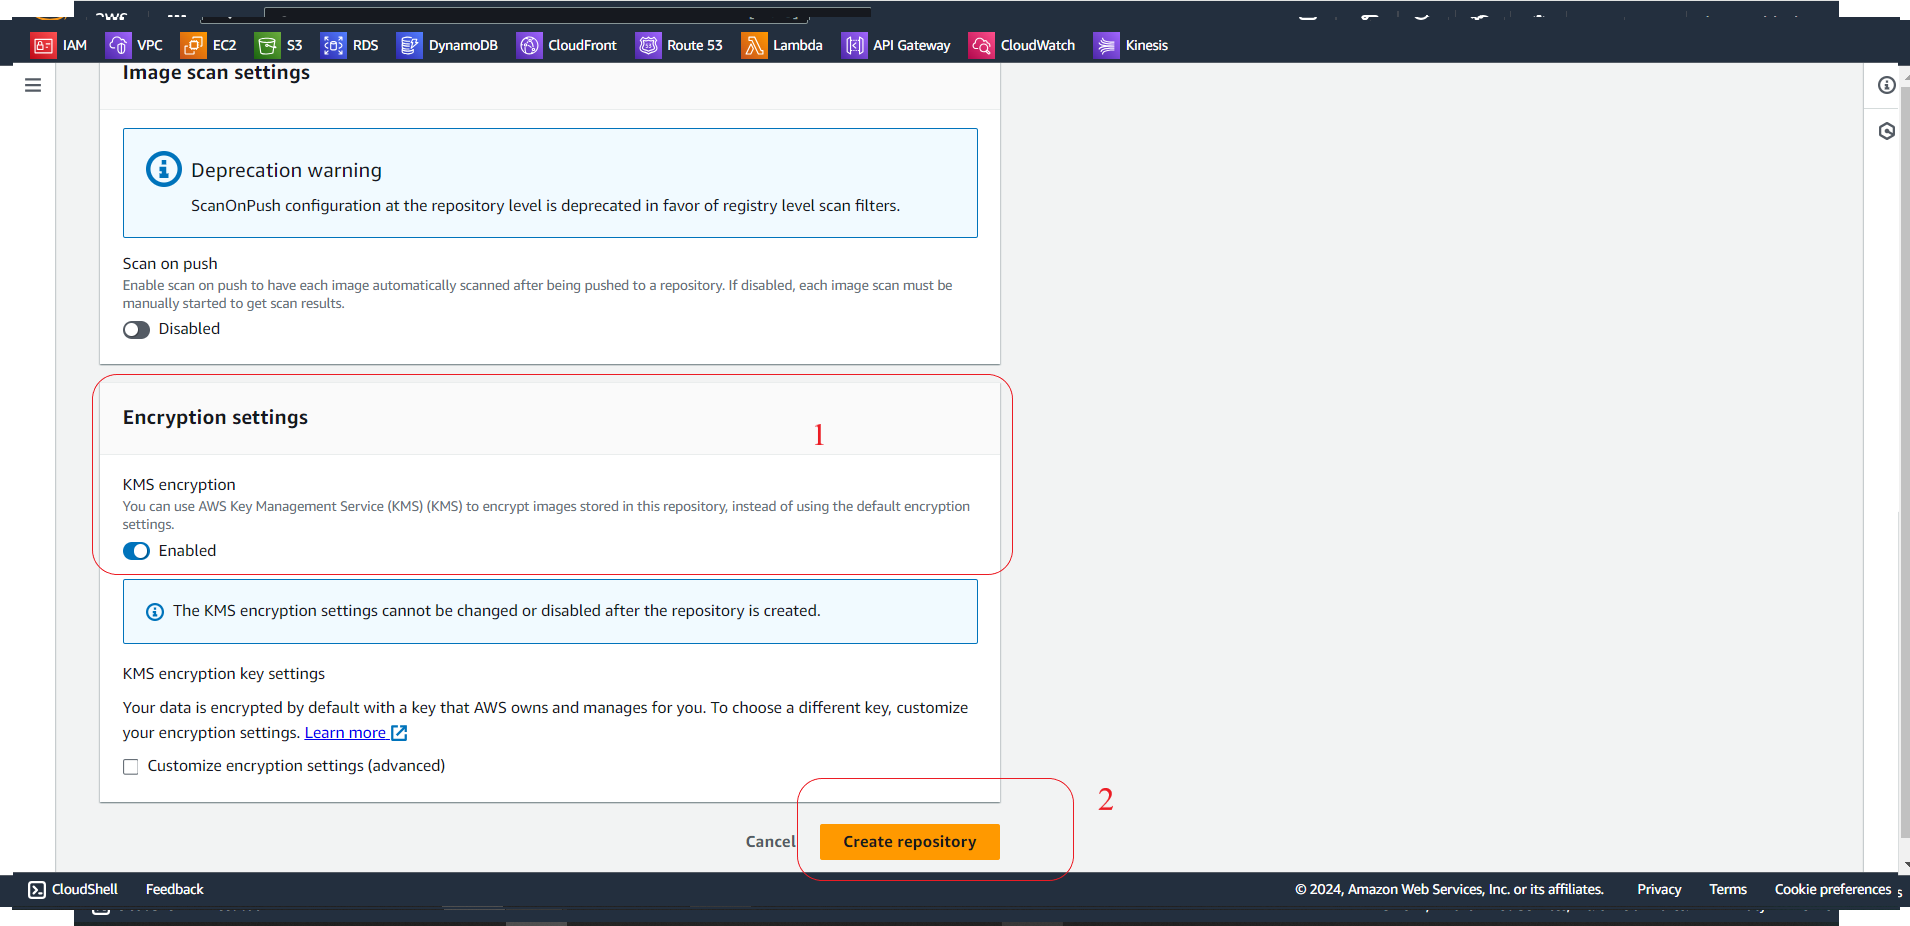 aws
IAM VPC EC2 S3 RDS DynamoDB CloudFront Route 53 Lambda API Gateway CloudWatch Kinesis
Image scan settings
Deprecation warning
ScanOnPush configuration at the repository level is deprecated in favor of registry level scan filters.
Scan on push
Enable scan on push to have each image automatically scanned after being pushed to a repository. If disabled, each image scan must be
manually started to get scan results.
Disabled
Encryption settings
1
KMS encryption
You can use AWS Key Management Service (KMS) (KMS) to encrypt images stored in this repository, instead of using the default encryption
settings.
Enabled
The KMS encryption settings cannot be changed or disabled after the repository is created.
KMS encryption key settings
Your data is encrypted by default with a key that AWS owns and manages for you. To choose a different key, customize
your encryption settings. Learn more
Customize encryption settings (advanced)
2
Cancel Create repository
CloudShell Feedback © 2024, Amazon Web Services, Inc. or its affiliates. Privacy Terms Cookie preferences